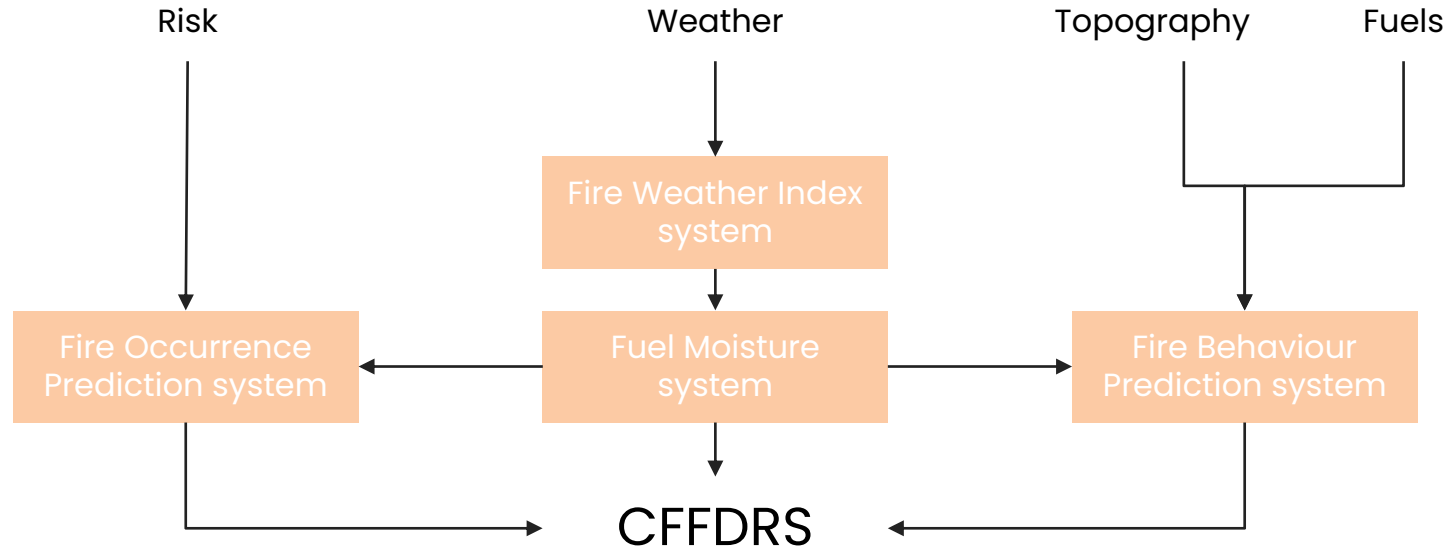 Risk
Weather
Topography
Fuels
Fire Weather Index
system
Fire Occurrence
Prediction system
Fuel Moisture
system
Fire Behaviour
Prediction system
CFFDRS